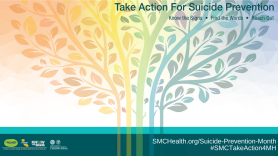 Take Action For Suicide Prevention
Know the Signs • Find the Words • Reach Out
SMCHealth.org/Suicide-Prevention-Month
#SMCTakeAction4MH